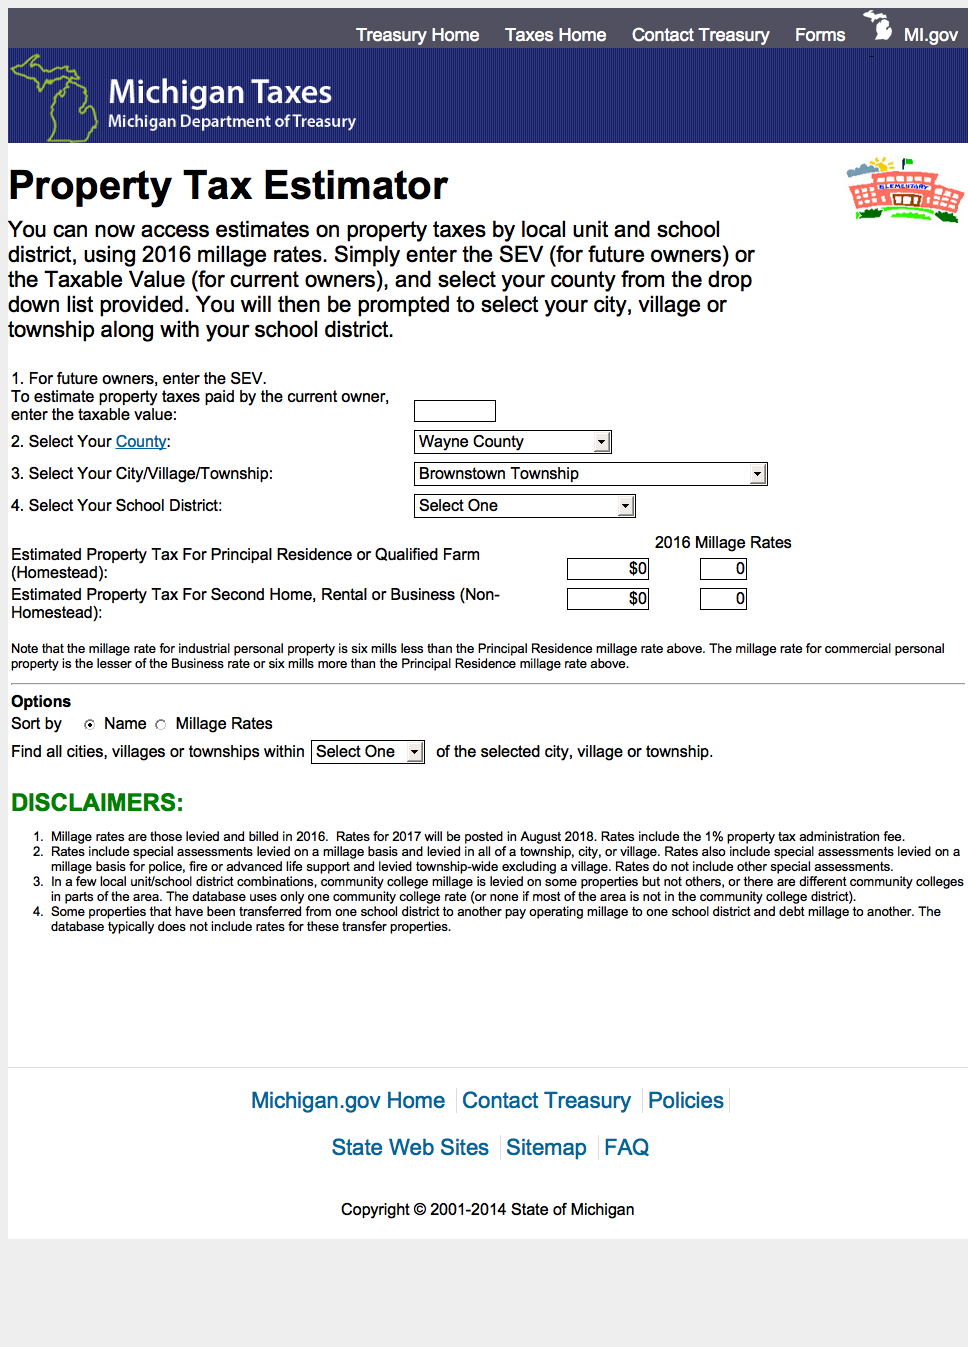 Treasury Home Taxes Home Contact Treasury Forms MI.gov
Michigan Taxes
Michigan Department of Treasury
Property Tax Estimator
ELEMENTARY
You can now access estimates on property taxes by local unit and school
district, using 2016 millage rates. Simply enter the SEV (for future owners) or
the Taxable Value (for current owners), and select your county from the drop
down list provided. You will then be prompted to select your city, village or
township along with your school district.
1. For future owners, enter the SEV.
To estimate property taxes paid by the current owner,
enter the taxable value:
2. Select Your County: Wayne County
3. Select Your City/Village/Township: Brownstown Township
4. Select Your School District: Select One
2016 Millage Rates
Estimated Property Tax For Principal Residence or Qualified Farm
(Homestead): $0 0
Estimated Property Tax For Second Home, Rental or Business (Non-
Homestead): $0 0
Note that the millage rate for industrial personal property is six mills less than the Principal Residence millage rate above. The millage rate for commercial personal
property is the lesser of the Business rate or six mills more than the Principal Residence millage rate above.
Options
Sort by Name Millage Rates
Find all cities, villages or townships within Select One of the selected city, village or township.
DISCLAIMERS:
1. Millage rates are those levied and billed in 2016. Rates for 2017 will be posted in August 2018. Rates include the 1% property tax administration fee.
2. Rates include special assessments levied on a millage basis and levied in all of a township, city, or village. Rates also include special assessments levied on a
millage basis for police, fire or advanced life support and levied township-wide excluding a village. Rates do not include other special assessments.
3. In a few local unit/school district combinations, community college millage is levied on some properties but not others, or there are different community colleges
in parts of the area. The database uses only one community college rate (or none if most of the area is not in the community college district).
4. Some properties that have been transferred from one school district to another pay operating millage to one school district and debt millage to another. The
database typically does not include rates for these transfer properties.
Michigan.gov Home Contact Treasury Policies
State Web Sites Sitemap FAQ
Copyright © 2001-2014 State of Michigan